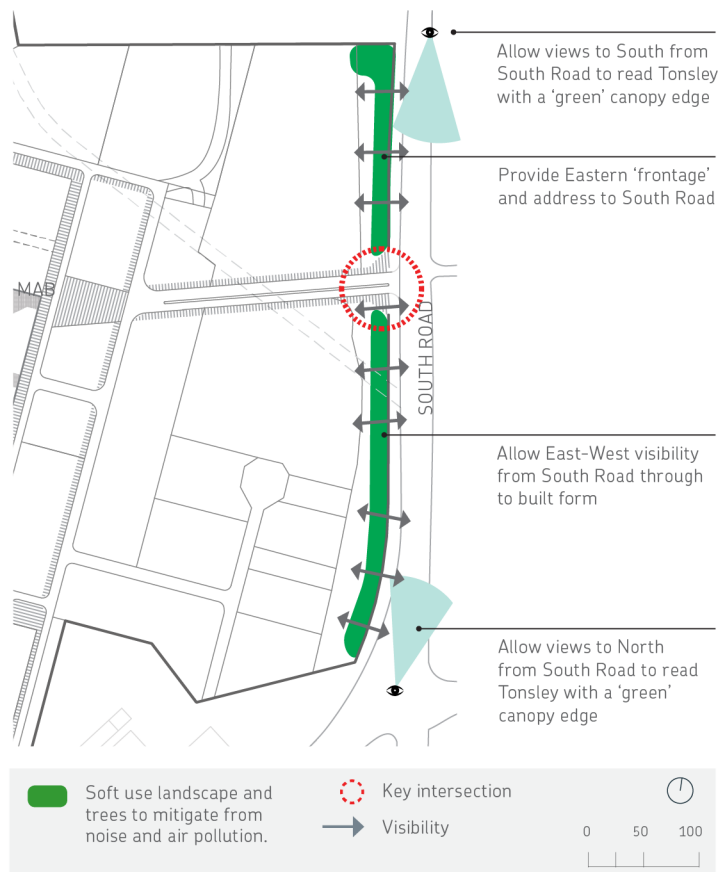 Allow views to South from
South Road to read Tonsley
with a ‘green’ canopy edge
Provide Eastern ‘frontage’
and address to South Road
MAB
SOUTH ROAD
Allow East-West visibility
from South Road through
to built form
Allow views to North
from South Road to read
Tonsley with a ‘green’
canopy edge
Soft use landscape and
trees to mitigate from
noise and air pollution.
Key intersection
Visibility
0 50 100